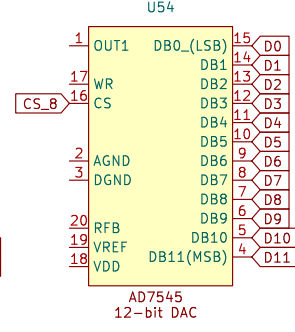 U54
1 OUT1 DB0_(LSB) 15 D0
DB1 14 D1
17 WR DB2 13 D2
CS_8 16 CS DB3 12 D3
DB4 11 D4
DB5 10 D5
2 AGND DB6 9 D6
3 DGND DB7 8 D7
DB8 7 D8
20 RFB DB9 6 D9
19 VREF DB10 5 D10
18 VDD DB11(MSB) 4 D11
AD7545
12-bit DAC